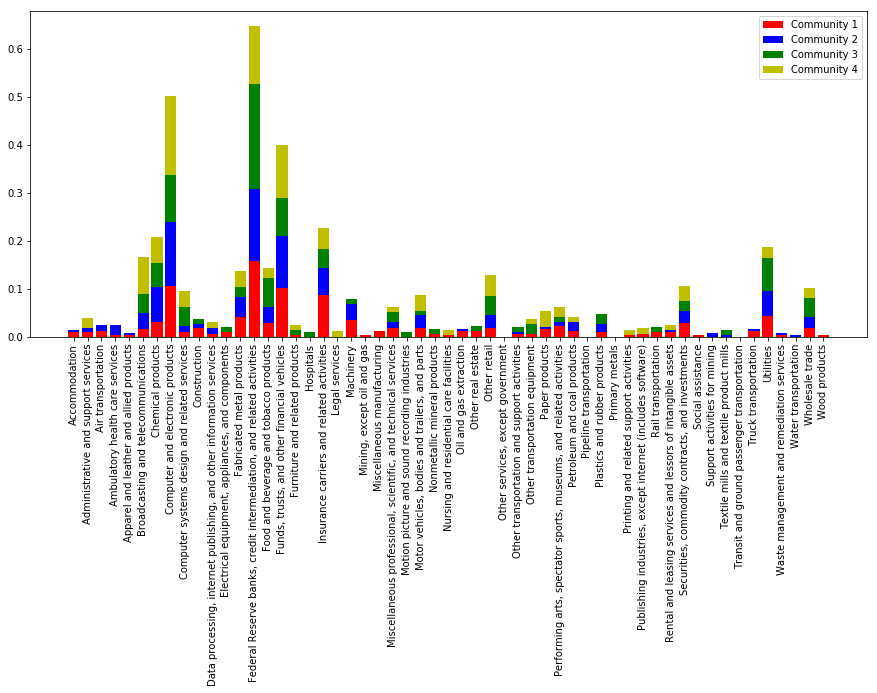 Community 1
Community 2
Community 3
Community 4
0.6
0.5
0.4
0.3
0.2
0.1
0.0
Accommodation
Administrative and support services
Air transportation
Ambulatory health care services
Apparel and leather and allied products
Broadcasting and telecommunications
Chemical products
Computer and electronic products
Computer systems design and related services
Construction
Data processing, internet publishing, and other information services
Electrical equipment, appliances, and components
Fabricated metal products
Federal Reserve banks, credit intermediation, and related activities
Food and beverage and tobacco products
Funds, trusts, and other financial vehicles
Furniture and related products
Hospitals
Insurance carriers and related activities
Legal services
Machinery
Mining, except oil and gas
Miscellaneous manufacturing
Miscellaneous professional, scientific, and technical services
Motion picture and sound recording industries
Motor vehicles, bodies and trailers, and parts
Nonmetallic mineral products
Nursing and residential care facilities
Oil and gas extraction
Other real estate
Other retail
Other services, except government
Other transportation and support activities
Other transportation equipment
Paper products
Performing arts, spectator sports, museums, and related activities
Petroleum and coal products
Pipeline transportation
Plastics and rubber products
Primary metals
Printing and related support activities
Publishing industries, except internet (includes software)
Rail transportation
Rental and leasing services and lessors of intangible assets
Securities, commodity contracts, and investments
Social assistance
Support activities for mining
Textile mills and textile product mills
Transit and ground passenger transportation
Truck transportation
Utilities
Waste management and remediation services
Water transportation
Wholesale trade
Wood products